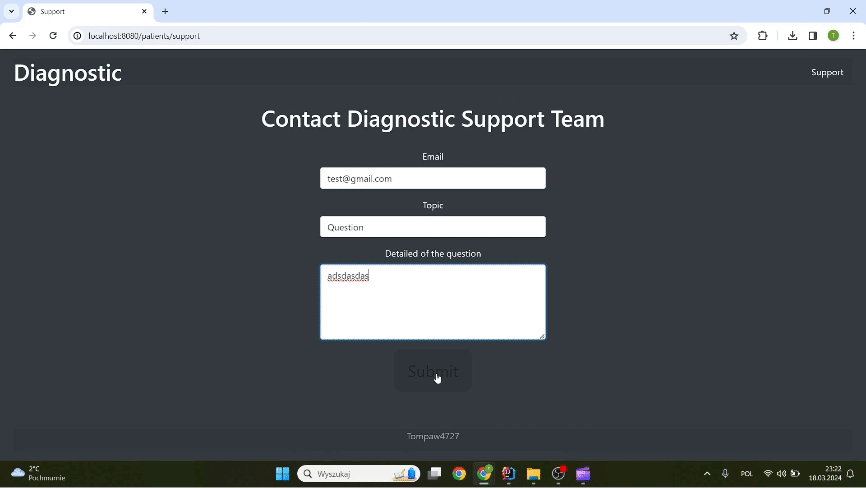 Support
localhost:8080/patients/support
T
Diagnostic
Support
Contact Diagnostic Support Team
Email
test@gmail.com
Topic
Question
Detailed of the question
adsdasdas
Submit
Tompaw4727
2°C
Pochmurnie
Wyszukaj
POL
23:22
18.03.2024